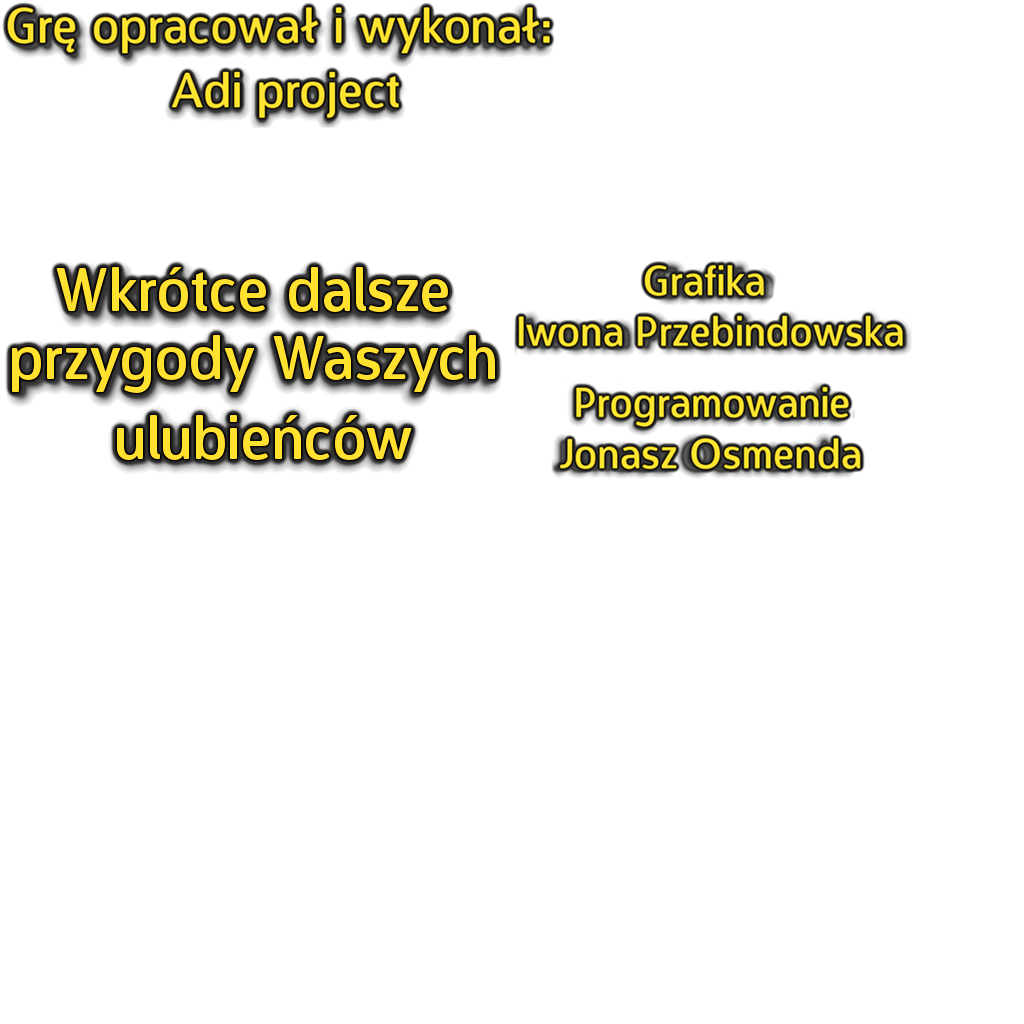 Grę opracował i wykonał:
Adi project
Wkrótce dalsze
przygody Waszych
ulubieńców
Grafika
Iwona Przebindowska
Programowanie
Jonasz Osmenda